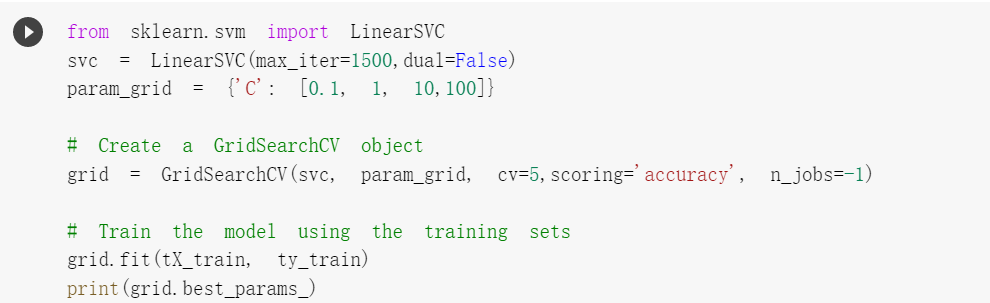 from sklearn.svm import LinearSVC
svc = LinearSVC(max_iter=1500,dual=False)
param_grid = {'C': [0.1, 1, 10,100]}
# Create a GridSearchCV object
grid = GridSearchCV(svc, param_grid, cv=5,scoring='accuracy', n_jobs=-1)
# Train the model using the training sets
grid.fit(tX_train, ty_train)
print(grid.best_params_)